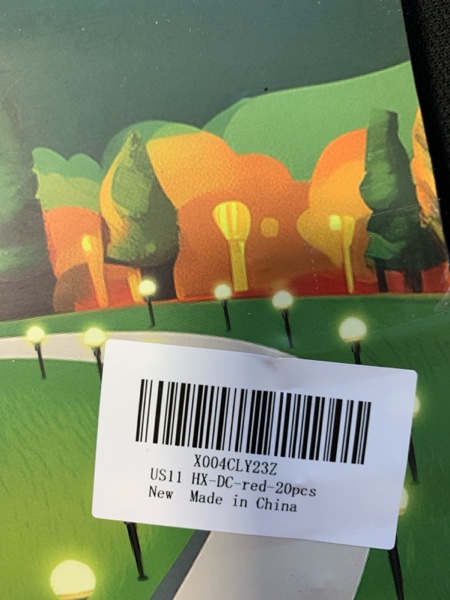 X004CLY23Z
US11 HX-DC-red-20pcs
New Made in China